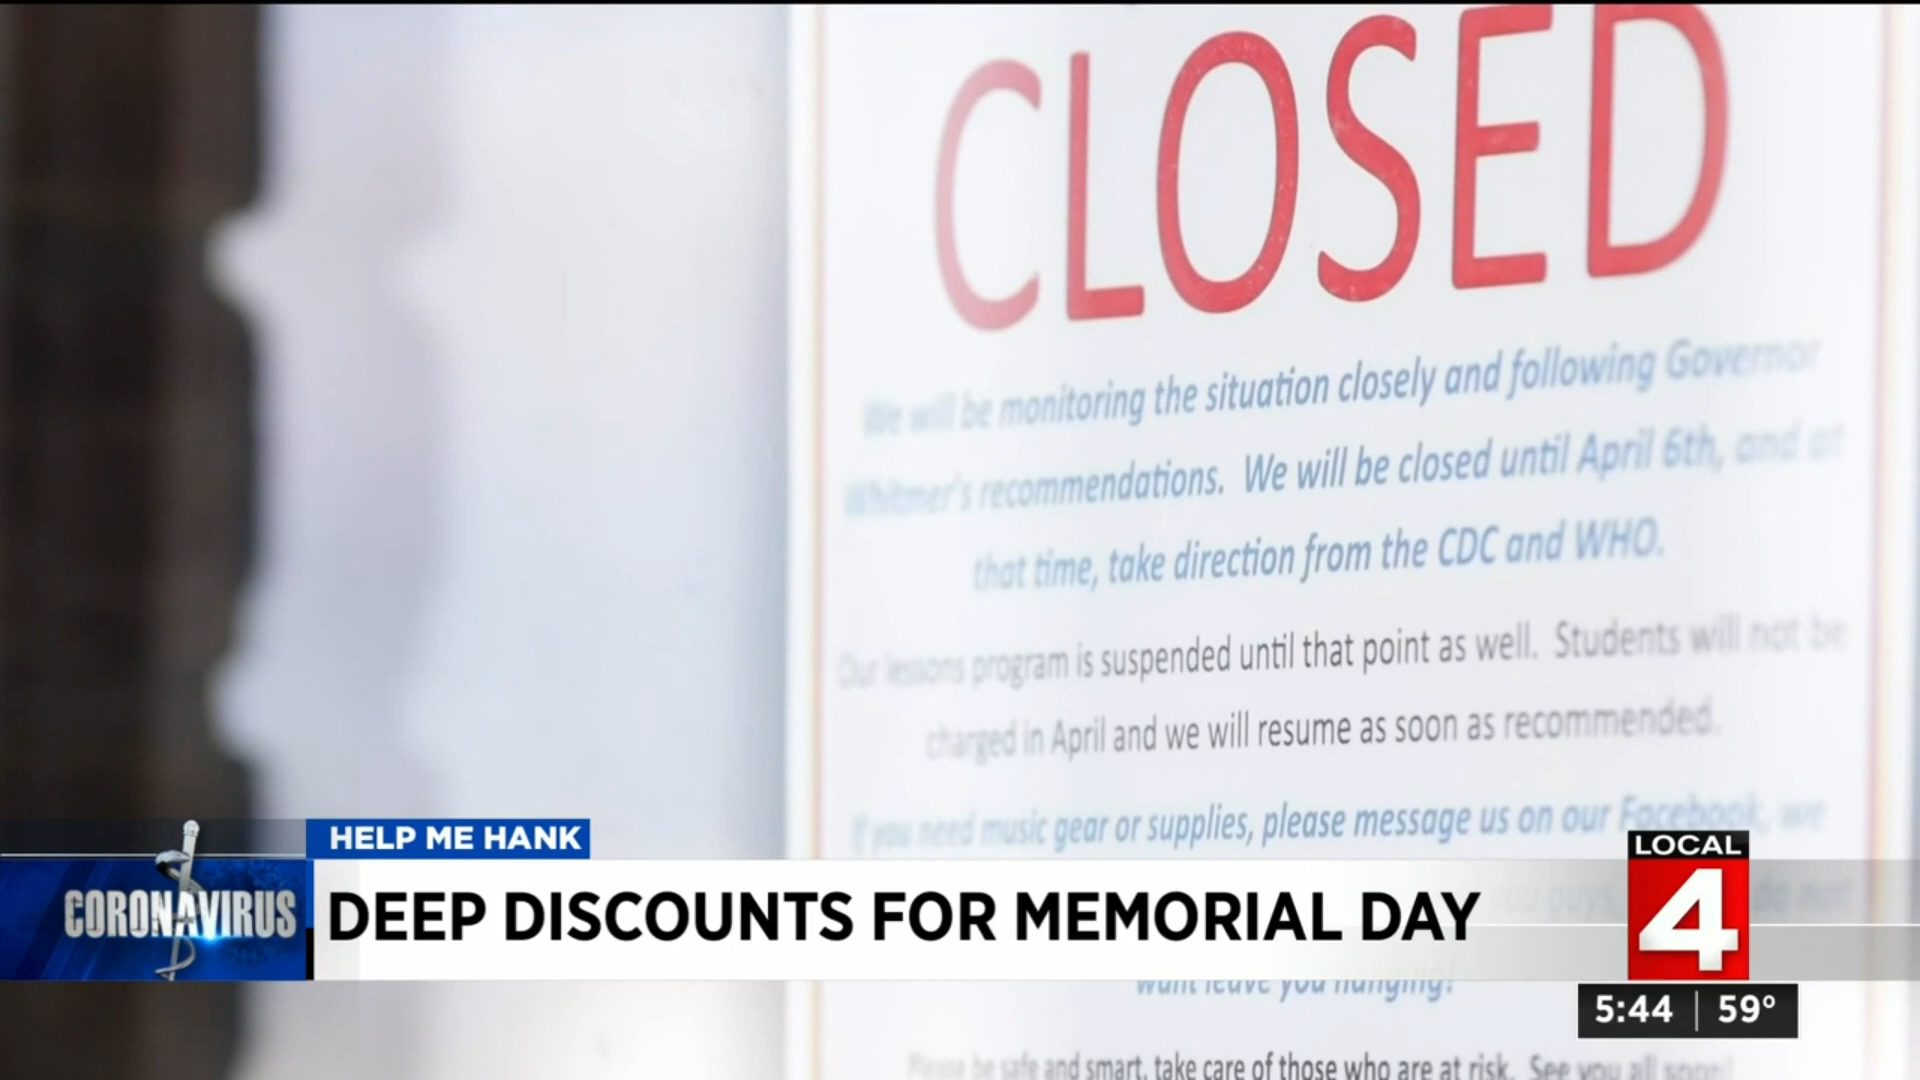 CLOSED
We will be monitoring the situation closely and following Governor
Whitmer's recommendations. We will be closed until April 6th, and at
that time, take direction from the CDC and WHO.
Our lessons program is suspended until that point as well. Students will not be
charged in April and we will resume as soon as recommended.
If you need music gear or supplies, please message us on our Facebook, we
you guys, do not
want leave you hanging!
Please be safe and smart, take care of those who are at risk. See you all soon!
HELP ME HANK
CORONAVIRUS
DEEP DISCOUNTS FOR MEMORIAL DAY
LOCAL
4
5:44 59°